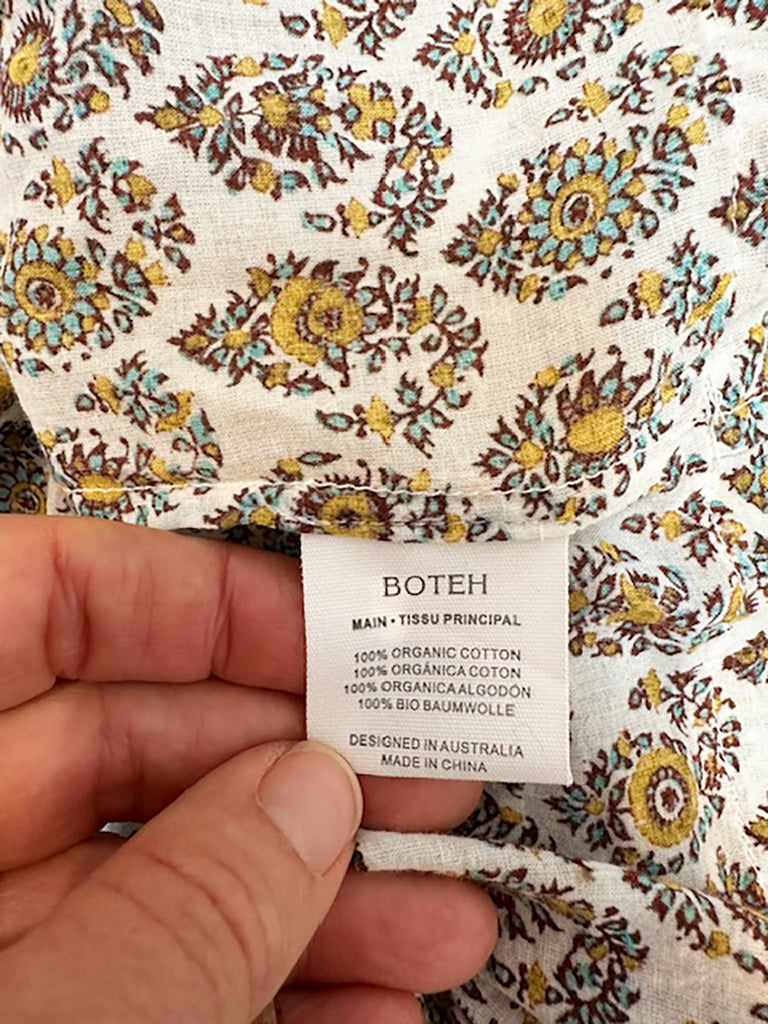 BOTEH
MAIN • TISSU PRINCIPAL
100% ORGANIC COTTON
100% ORGÁNICA COTON
100% ORGANICA ALGODÓN
100% BIO BAUMWOLLE
DESIGNED IN AUSTRALIA
MADE IN CHINA